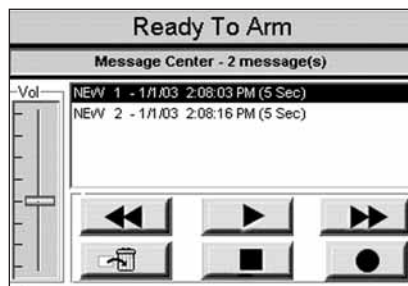 Ready To Arm
Message Center - 2 message(s)
Vol
NEW 1 - 1/1/03 2:08:03 PM (5 Sec)
NEW 2 - 1/1/03 2:08:16 PM (5 Sec)